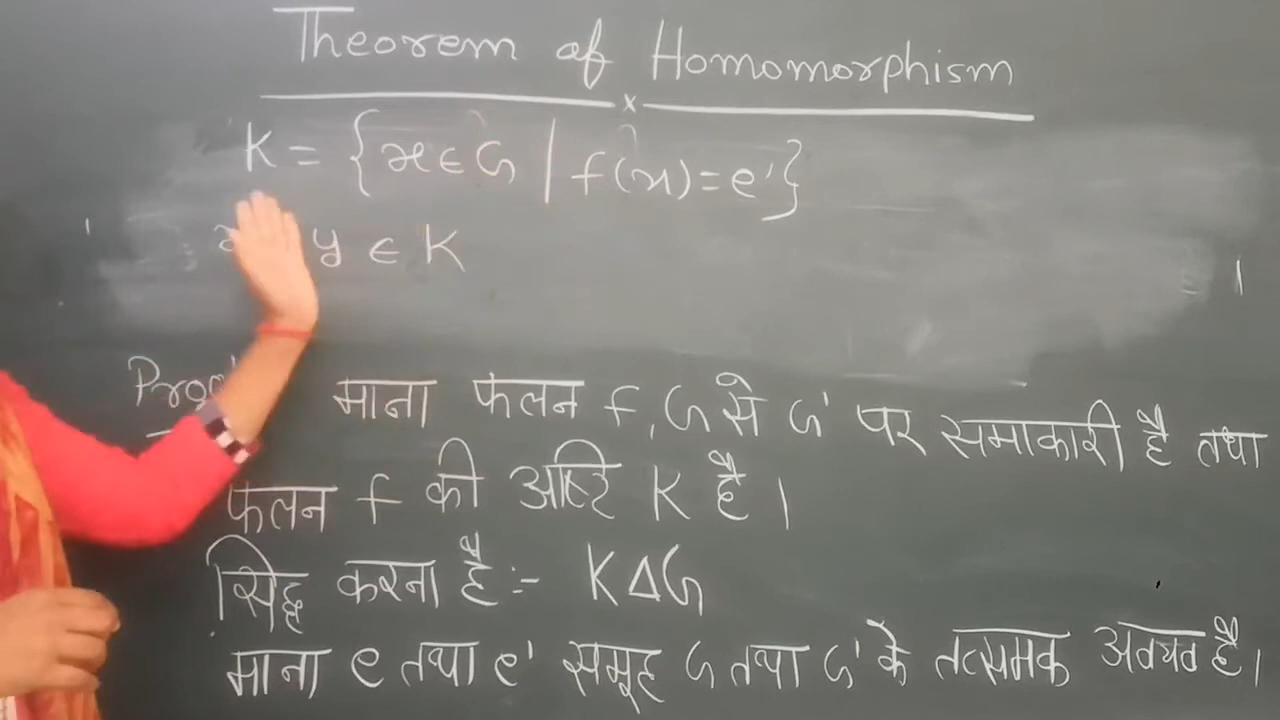 Theorem of Homomorphism
K = {x ∈ G | f(x) = e'}
y ∈ K
माना फलन f, G से G' पर समाकारी है तथा
फलन f की अष्टि K है।
सिद्ध करना है:- K Δ G
माना e तथा e' समूह G तथा G' के तत्समक अवयव है।